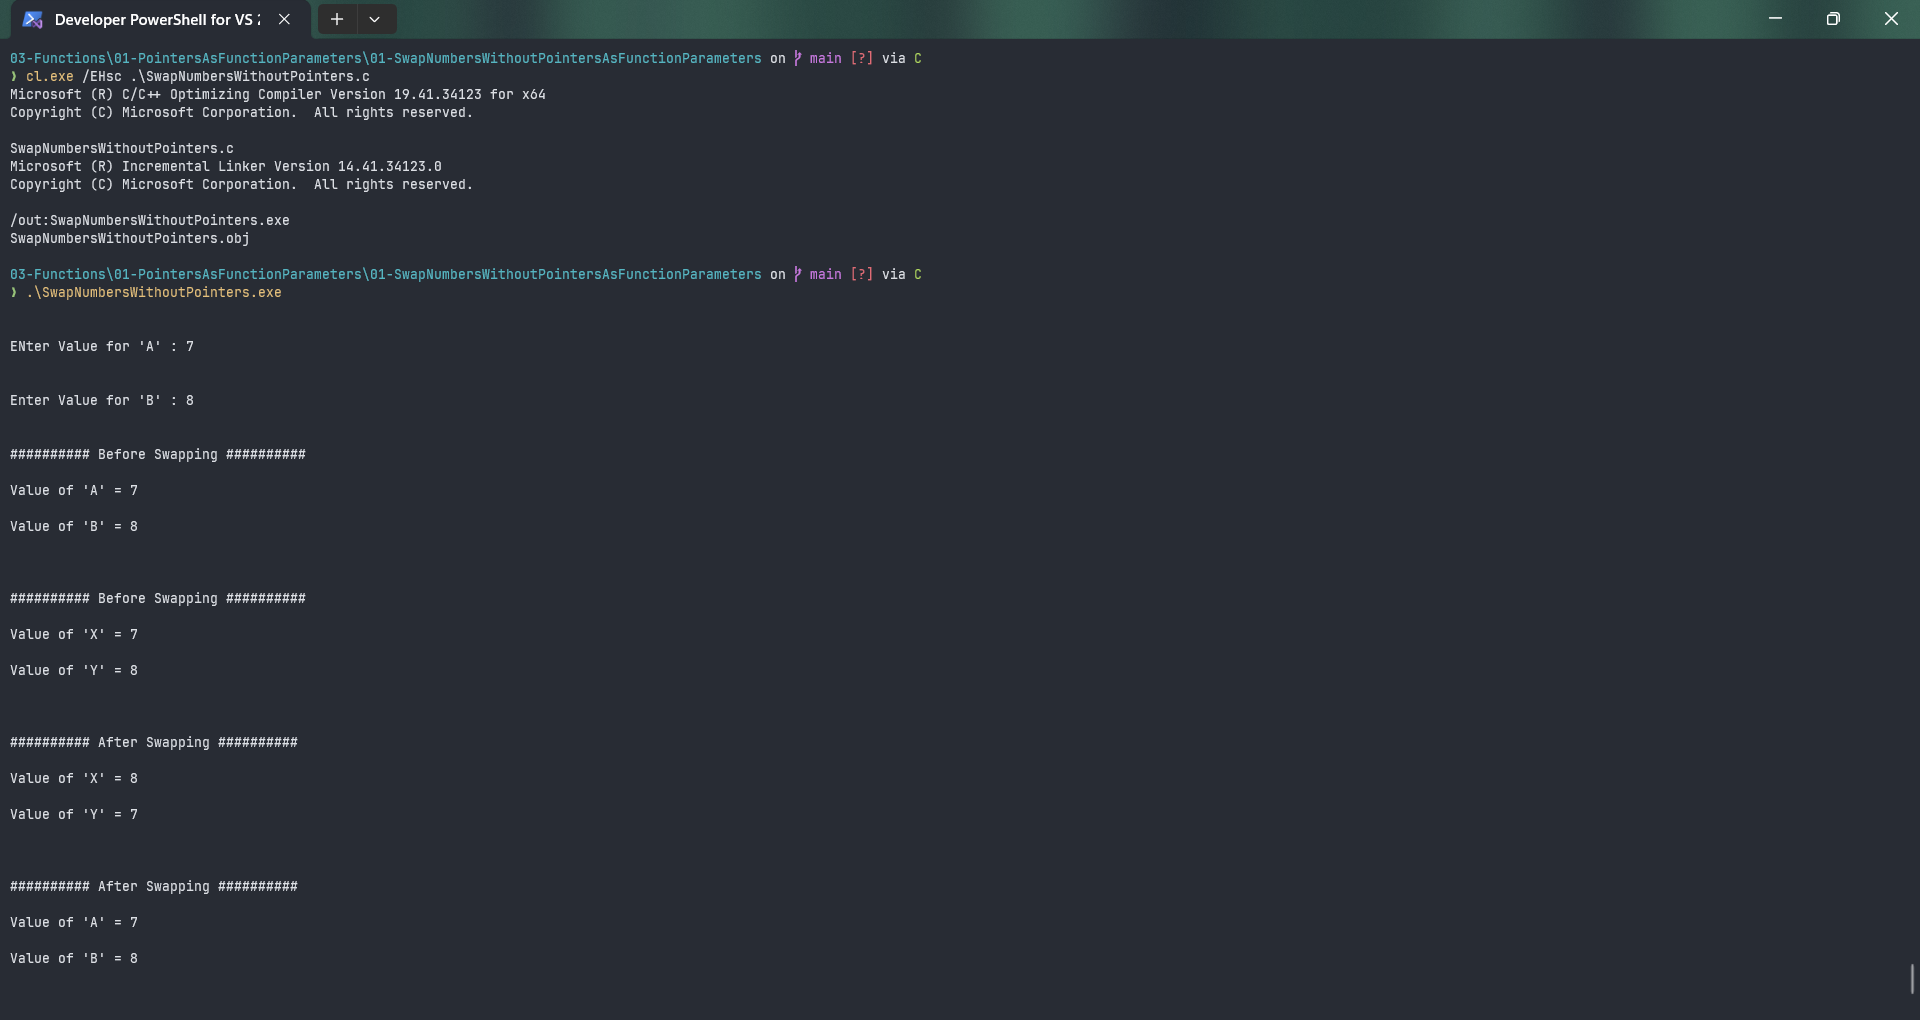 Developer PowerShell for VS 2
03-Functions\01-PointersAsFunctionParameters\01-SwapNumbersWithoutPointersAsFunctionParameters on main [?] via C
❯ cl.exe /EHsc .\SwapNumbersWithoutPointers.c
Microsoft (R) C/C++ Optimizing Compiler Version 19.41.34123 for x64
Copyright (C) Microsoft Corporation.  All rights reserved.
SwapNumbersWithoutPointers.c
Microsoft (R) Incremental Linker Version 14.41.34123.0
Copyright (C) Microsoft Corporation.  All rights reserved.
/out:SwapNumbersWithoutPointers.exe
SwapNumbersWithoutPointers.obj
03-Functions\01-PointersAsFunctionParameters\01-SwapNumbersWithoutPointersAsFunctionParameters on main [?] via C
❯ .\SwapNumbersWithoutPointers.exe
ENter Value for 'A' : 7
Enter Value for 'B' : 8
########## Before Swapping ##########
Value of 'A' = 7
Value of 'B' = 8
########## Before Swapping ##########
Value of 'X' = 7
Value of 'Y' = 8
########## After Swapping ##########
Value of 'X' = 8
Value of 'Y' = 7
########## After Swapping ##########
Value of 'A' = 7
Value of 'B' = 8